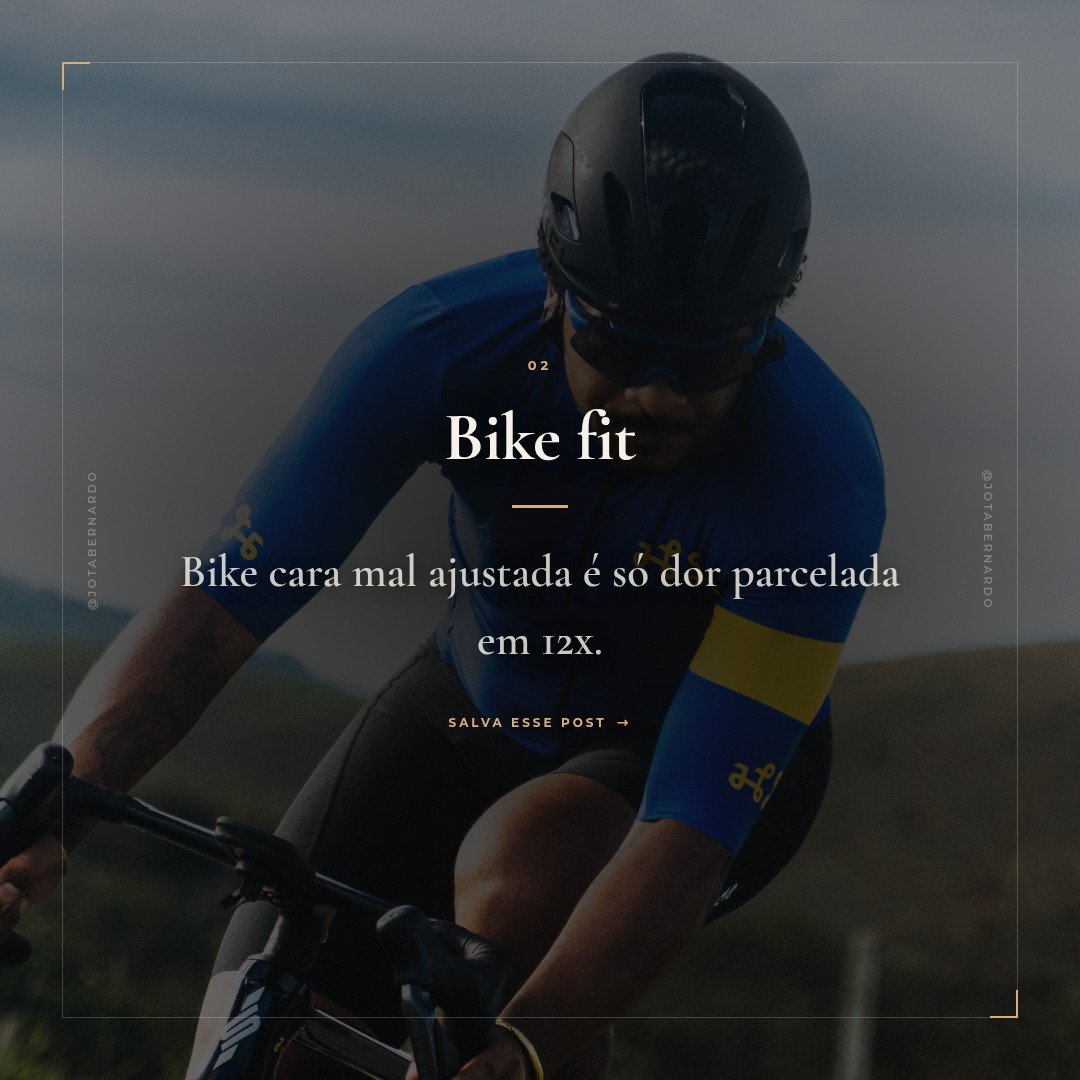 02
Bike fit
@JOTABERNARDO
@JOTABERNARDO
Bike cara mal ajustada é só dor parcelada
em 12x.
SALVA ESSE POST →